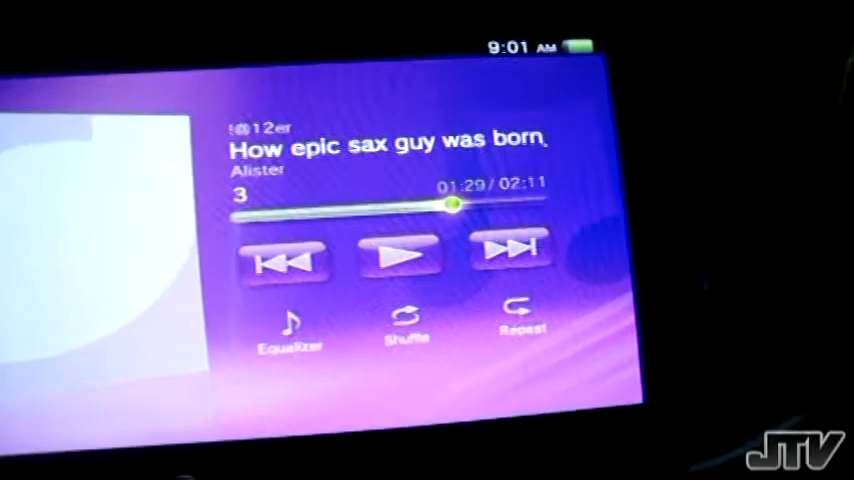 9:01 AM
!@12er
How epic sax guy was born.
Alister
3
01:29 / 02:11
Equalizer
Shuffle
Repeat
JTV